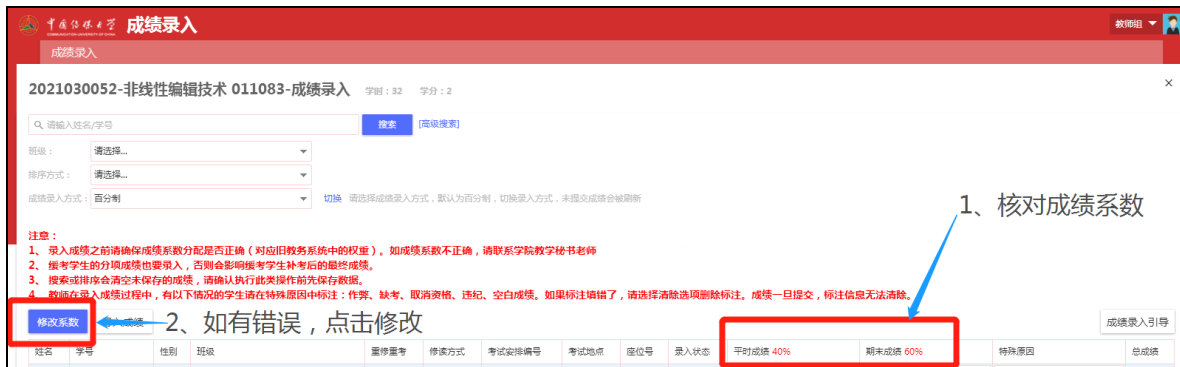 中国传媒大学 成绩录入
教师组
成绩录入
2021030052-非线性编辑技术 011083-成绩录入 学时：32 学分：2
请输入姓名/学号 搜索 [高级搜索]
班级： 请选择...
排序方式： 请选择...
成绩录入方式： 百分制 切换 请选择成绩录入方式，默认为百分制，切换录入方式，未提交成绩会被刷新
1、核对成绩系数
注意：
1、 录入成绩之前请确保成绩系数分配是否正确（对应旧教务系统中的权重）。如成绩系数不正确，请联系学院教学秘书老师
2、 缓考学生的分项成绩也要录入，否则会影响缓考学生补考后的最终成绩。
3、 搜索或排序会清空未保存的成绩，请确认执行此类操作前先保存数据。
4、 教师在录入成绩过程中，有以下情况的学生请在特殊原因中标注：作弊、缺考、取消资格、违纪、空白成绩。如果标注填错了，请选择清除选项删除标注。成绩一旦提交，标注信息无法清除。
修改系数 成绩 2、如有错误，点击修改 成绩录入引导
姓名 学号 性别 班级 重修重考 修读方式 考试安排编号 考试地点 座位号 录入状态 平时成绩 40% 期末成绩 60% 特殊原因 总成绩